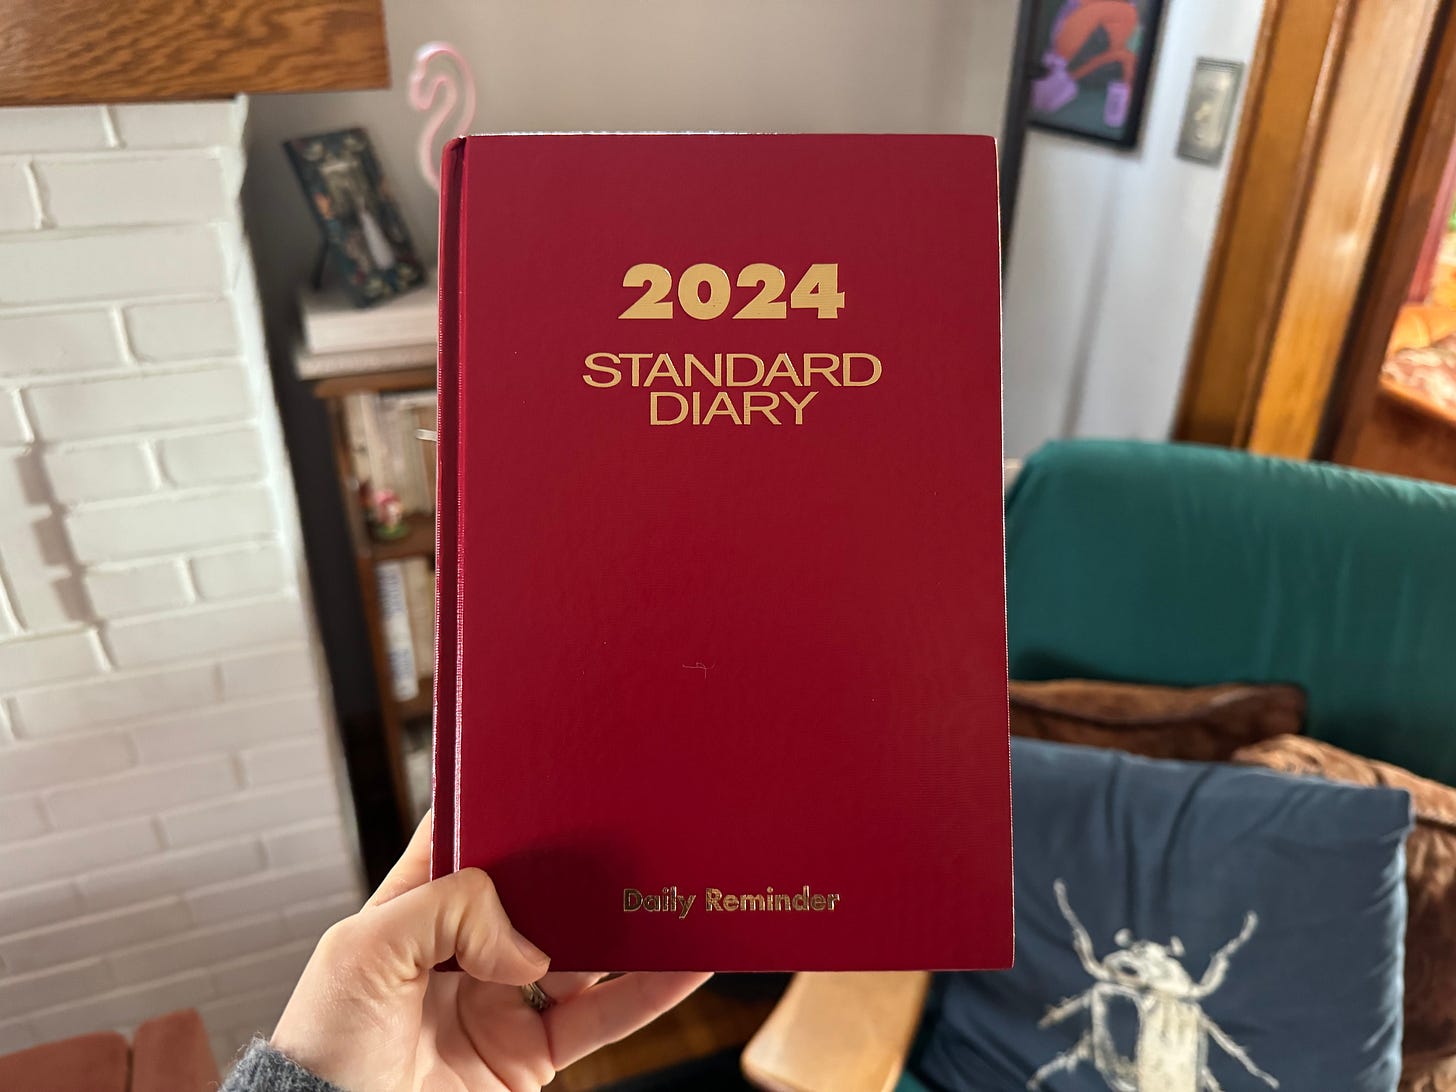 2024
STANDARD
DIARY
Daily Reminder